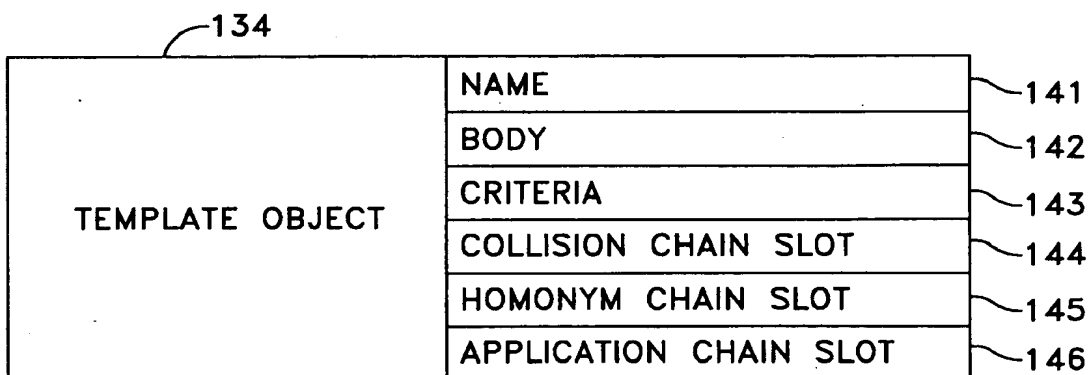 134
TEMPLATE OBJECT
NAME
141
BODY
142
CRITERIA
143
COLLISION CHAIN SLOT
144
HOMONYM CHAIN SLOT
145
APPLICATION CHAIN SLOT
146